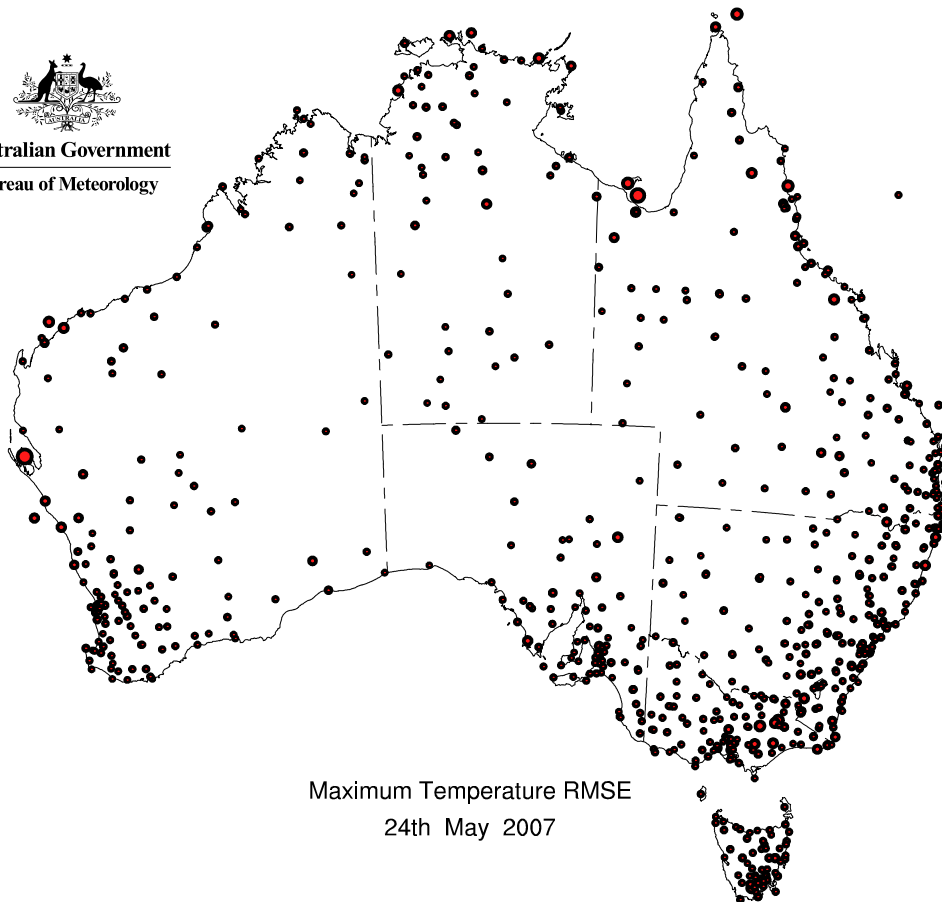 AUSTRALIA
tralian Government
reau of Meteorology
Maximum Temperature RMSE
24th May 2007